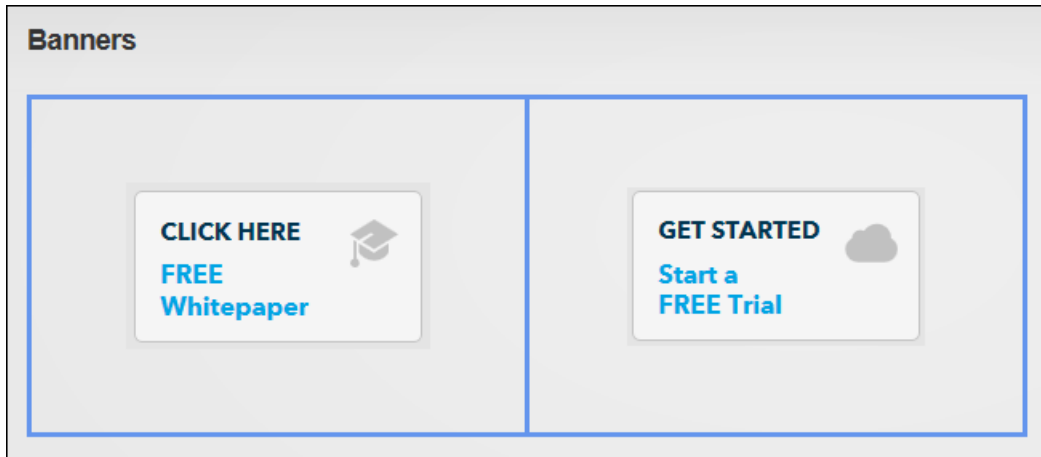 Banners
CLICK HERE
FREE
Whitepaper
GET STARTED
Start a
FREE Trial